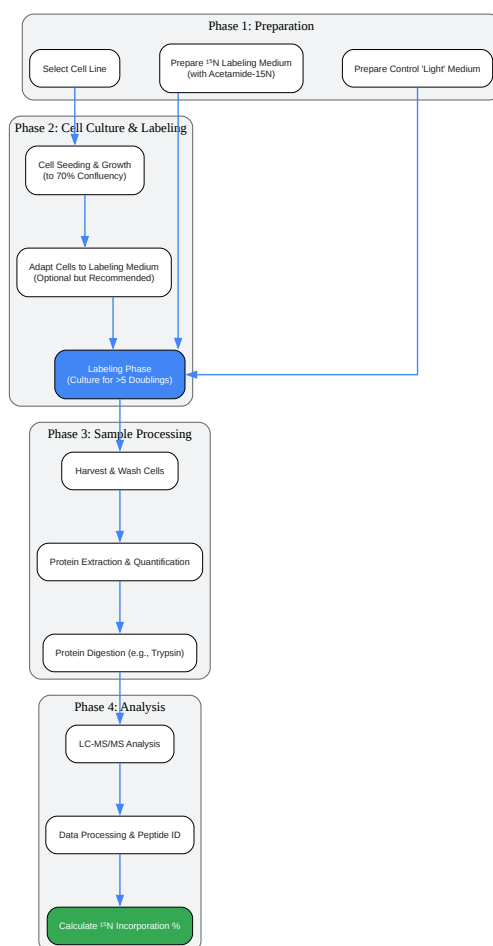 Phase 1: Preparation
Select Cell Line
Prepare ¹⁵N Labeling Medium
(with Acetamide-15N)
Prepare Control 'Light' Medium
Phase 2: Cell Culture & Labeling
Cell Seeding & Growth
(to 70% Confluency)
Adapt Cells to Labeling Medium
(Optional but Recommended)
Labeling Phase
(Culture for >5 Doublings)
Phase 3: Sample Processing
Harvest & Wash Cells
Protein Extraction & Quantification
Protein Digestion (e.g., Trypsin)
Phase 4: Analysis
LC-MS/MS Analysis
Data Processing & Peptide ID
Calculate ¹⁵N Incorporation %